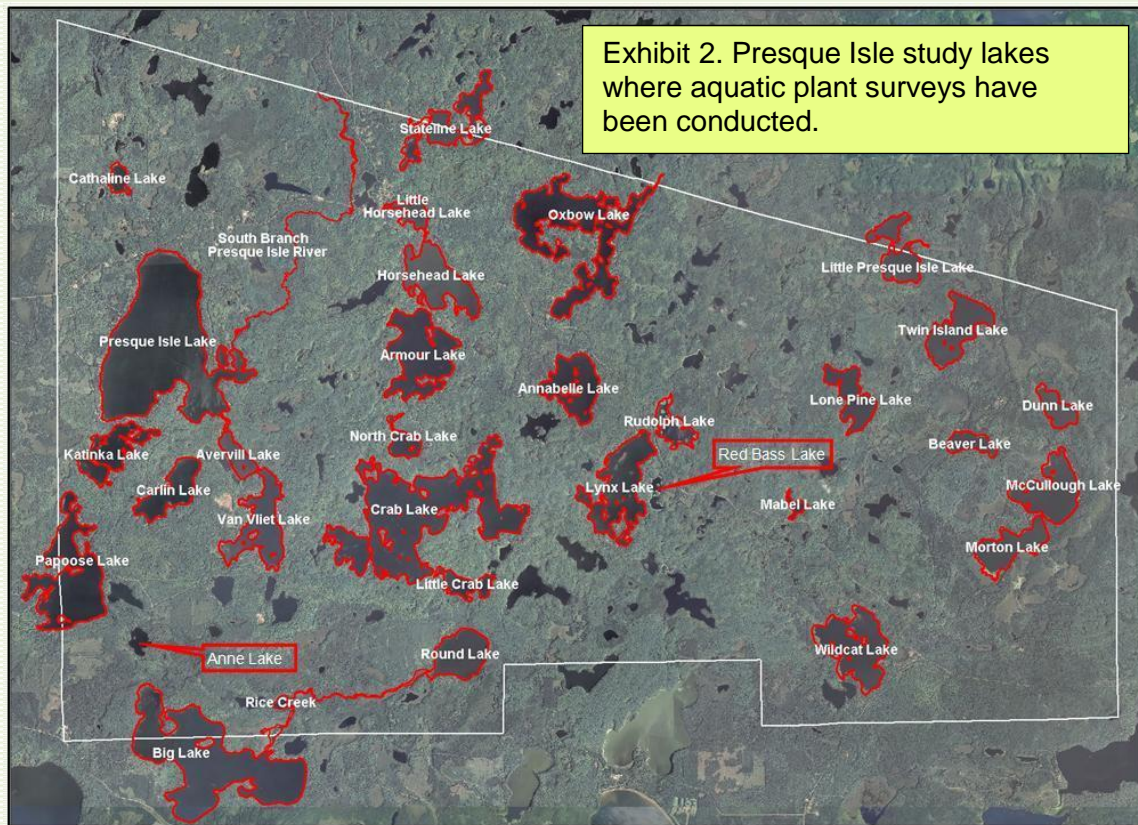 Exhibit 2. Presque Isle study lakes
where aquatic plant surveys have
been conducted.
Stateline Lake
Cathaline Lake
Little
Horsehead Lake
Oxbow Lake
South Branch
Presque Isle River
Little Presque Isle Lake
Horsehead Lake
Twin Island Lake
Presque Isle Lake
Armour Lake
Annabelle Lake
Lone Pine Lake
Dunn Lake
Rudolph Lake
North Crab Lake
Beaver Lake
Katinka Lake
Avervill Lake
Red Bass Lake
Carlin Lake
Lynx Lake
McCullough Lake
Mabel Lake
Crab Lake
Van Vliet Lake
Morton Lake
Papoose Lake
Little Crab Lake
Wildcat Lake
Round Lake
Anne Lake
Rice Creek
Big Lake